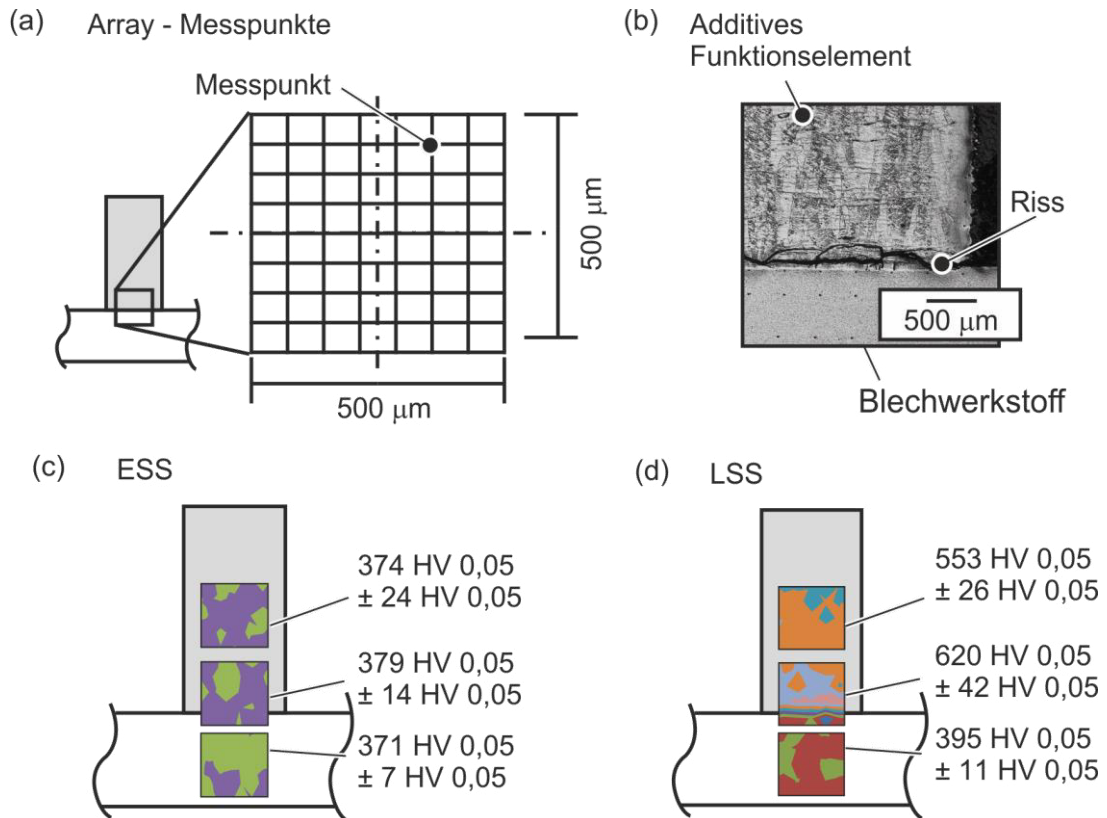 (a) Array - Messpunkte
Messpunkt
500 μm
500 μm
(b) Additives
Funktionselement
Riss
500 μm
Blechwerkstoff
(c) ESS
374 HV 0,05
± 24 HV 0,05
379 HV 0,05
± 14 HV 0,05
371 HV 0,05
± 7 HV 0,05
(d) LSS
553 HV 0,05
± 26 HV 0,05
620 HV 0,05
± 42 HV 0,05
395 HV 0,05
± 11 HV 0,05